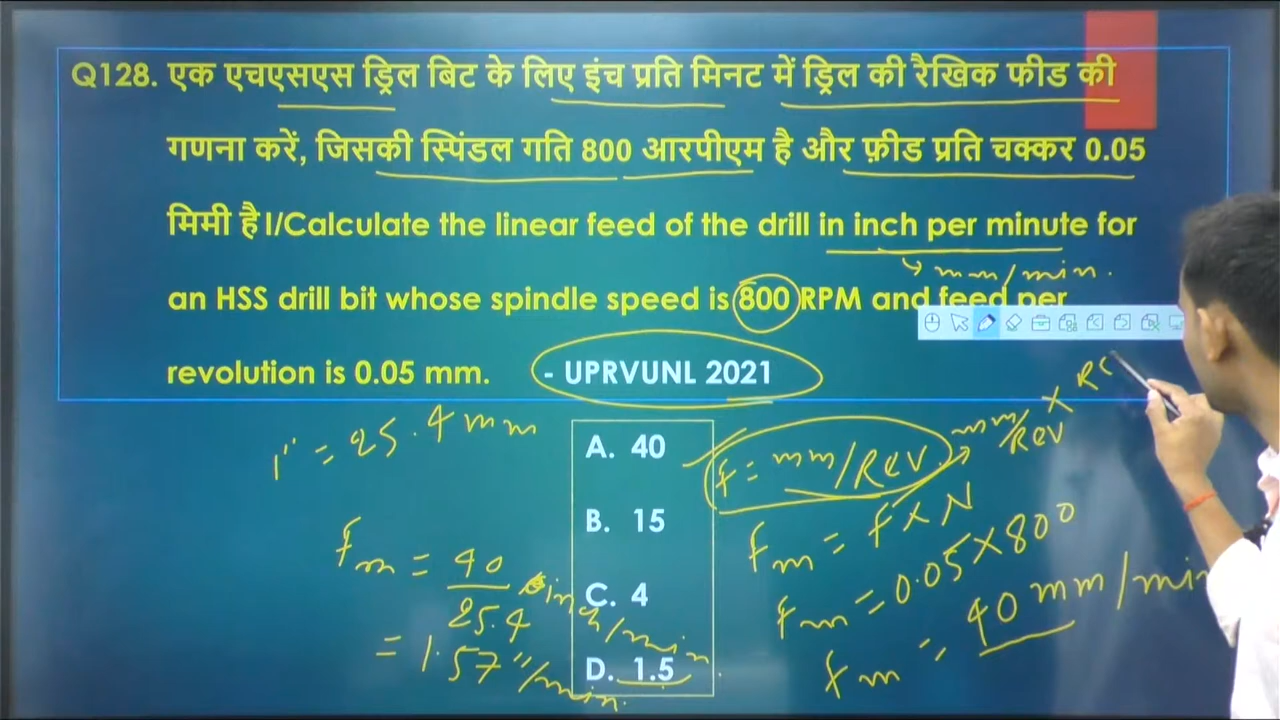 Q128. एक एचएसएस ड्रिल बिट के लिए इंच प्रति मिनट में ड्रिल की रैखिक फीड की
गणना करें, जिसकी स्पिंडल गति 800 आरपीएम है और फ़ीड प्रति चक्कर 0.05
मिमी है I/Calculate the linear feed of the drill in inch per minute for
mm/min.
an HSS drill bit whose spindle speed is 800 RPM and feed per
revolution is 0.05 mm. - UPRVUNL 2021
1" = 25.4 mm
A. 40
B. 15
C. 4
D. 1.5
f = mm/Rev.
mm/Rev × Re
fm = f × N
fm = 0.05 × 800
fm = 40 mm/min
fm = 40/25.4 inch/min
= 1.57"/min.